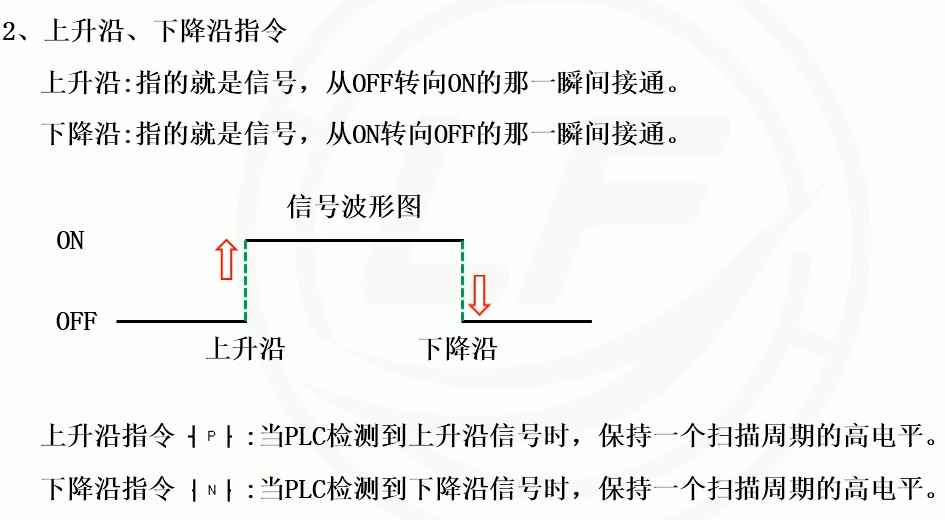 2、上升沿、下降沿指令
上升沿:指的就是信号，从OFF转向ON的那一瞬间接通。
下降沿:指的就是信号，从ON转向OFF的那一瞬间接通。
信号波形图
ON
OFF
上升沿 下降沿
上升沿指令 ┤P├ :当PLC检测到上升沿信号时，保持一个扫描周期的高电平。
下降沿指令 ┤N├ :当PLC检测到下降沿信号时，保持一个扫描周期的高电平。